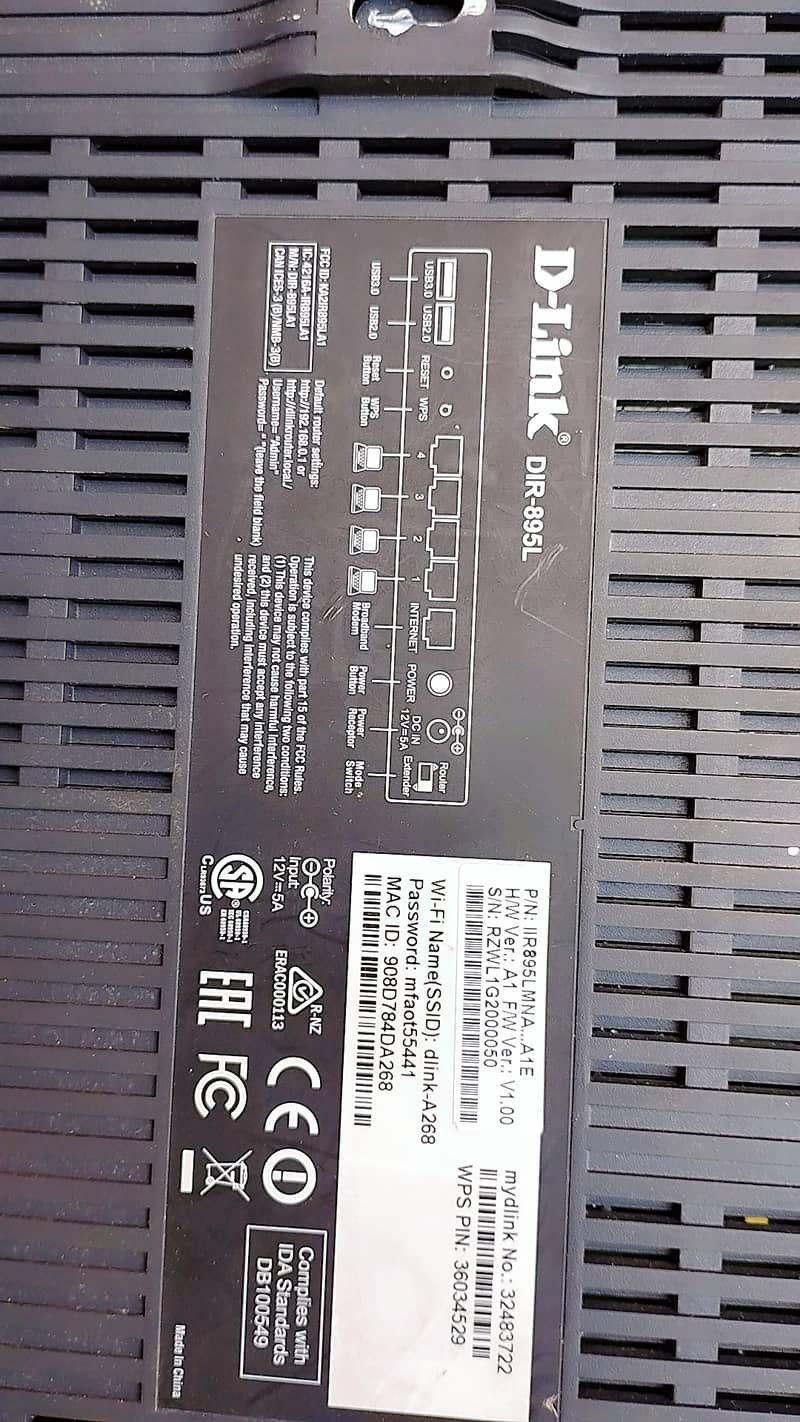 D-Link® DIR-895L
USB3.0 USB2.0 RESET WPS 4 3 2 1 INTERNET POWER DC IN 12V⎓5A
Router
Extender
USB3.0
USB2.0
Reset Button
WPS Button
Broadband Modem
Power Button
Power Receptor
Mode Switch
FCC ID: KA2IR895LA1
IC:4216A-IR895LA1
M/N: DIR-895LA1
CAN ICES-3 (B)/NMB-3(B)
Default router settings:
http://192.168.0.1 or
http://dlinkrouter.local./
Username= "Admin"
Password= " "(leave the field blank)
This device complies with part 15 of the FCC Rules.
Operation is subject to the following two conditions:
(1) This device may not cause harmful interference,
and (2) this device must accept any interference
received, including interference that may cause
undesired operation.
P/N: IIR895LMNA...A1E
H/W Ver.: A1 F/W Ver.: V1.00
S/N: RZWL1G2000050
Wi-Fi Name(SSID): dlink-A268
Password: mfaot55441
MAC ID: 908D784DA268
mydlink No.: 32483722
WPS PIN: 36034529
Polarity:
Input:
12V⎓5A
R-NZ
ERAC000113
CE
SA®
C US
EAC
FC
Complies with
IDA Standards
DB100549
Made in China